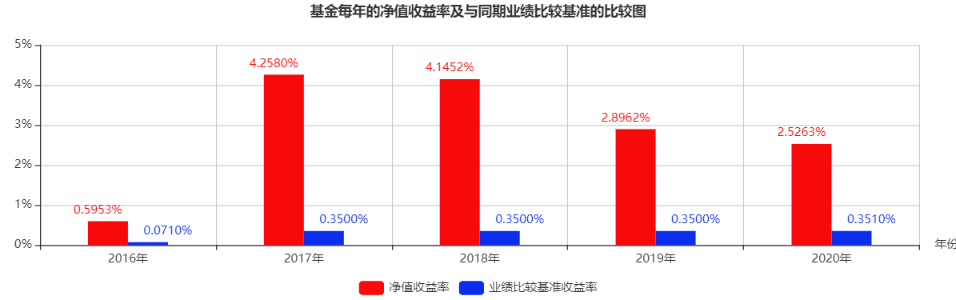 基金每年的净值收益率及与同期业绩比较基准的比较图
5%
4%
3%
2%
1%
0%
0.5953%
0.0710%
4.2580%
0.3500%
4.1452%
0.3500%
2.8962%
0.3500%
2.5263%
0.3510%
2016年
2017年
2018年
2019年
2020年
年份
净值收益率
业绩比较基准收益率